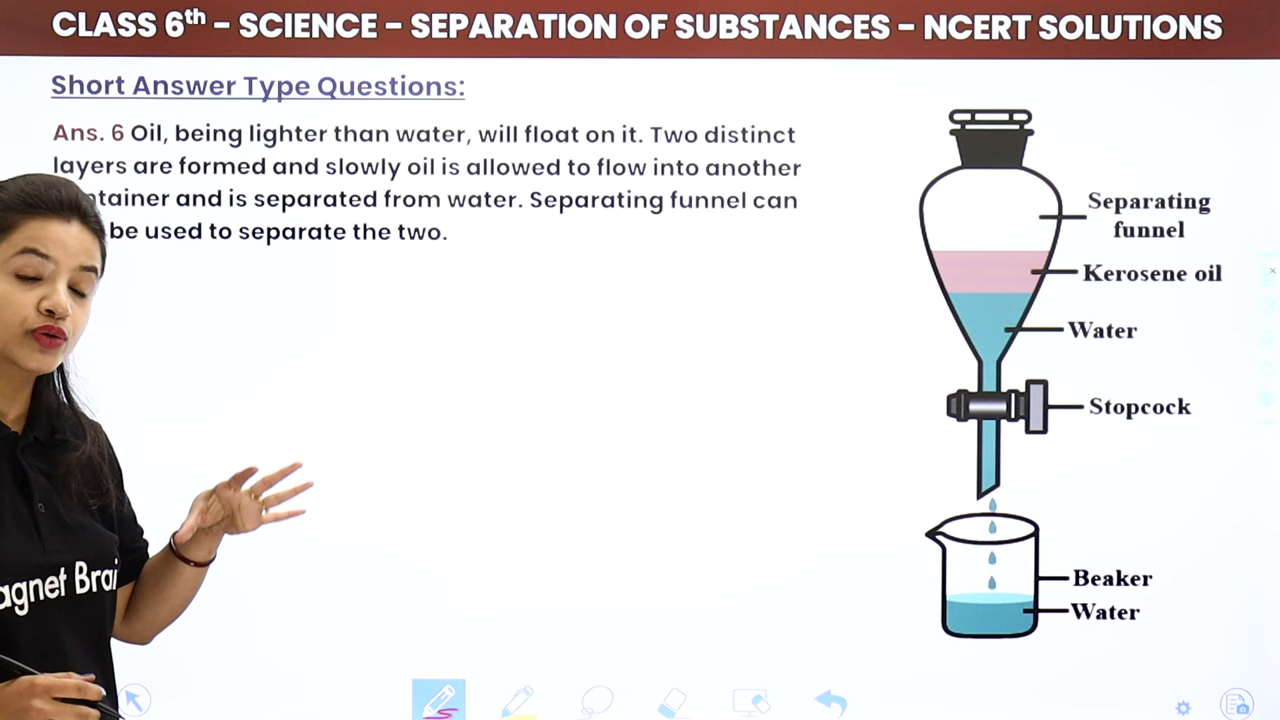 CLASS 6th – SCIENCE – SEPARATION OF SUBSTANCES – NCERT SOLUTIONS
Short Answer Type Questions:
Ans. 6 Oil, being lighter than water, will float on it. Two distinct
layers are formed and slowly oil is allowed to flow into another
ntainer and is separated from water. Separating funnel can
be used to separate the two.
Separating
funnel
Kerosene oil
Water
Stopcock
Beaker
Water
agnet Brai